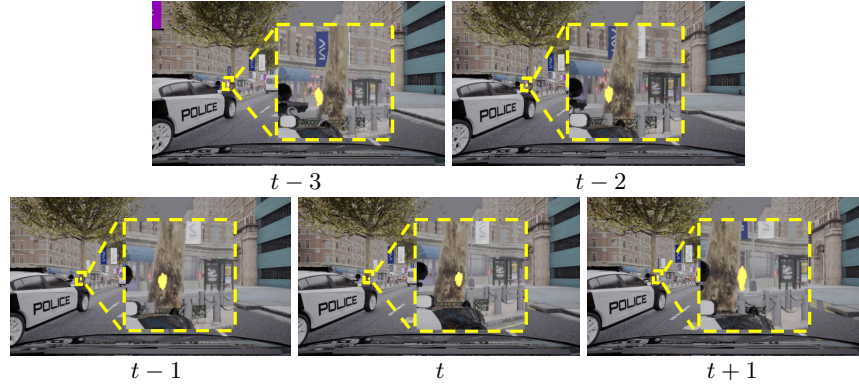 POLICE
POLICE
t − 3
t − 2
POLICE
POLICE
POLICE
t − 1
t
t + 1